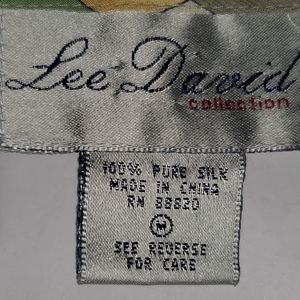 Lee David
collection
100% PURE SILK
MADE IN CHINA
RN 88820
M
SEE REVERSE
FOR CARE